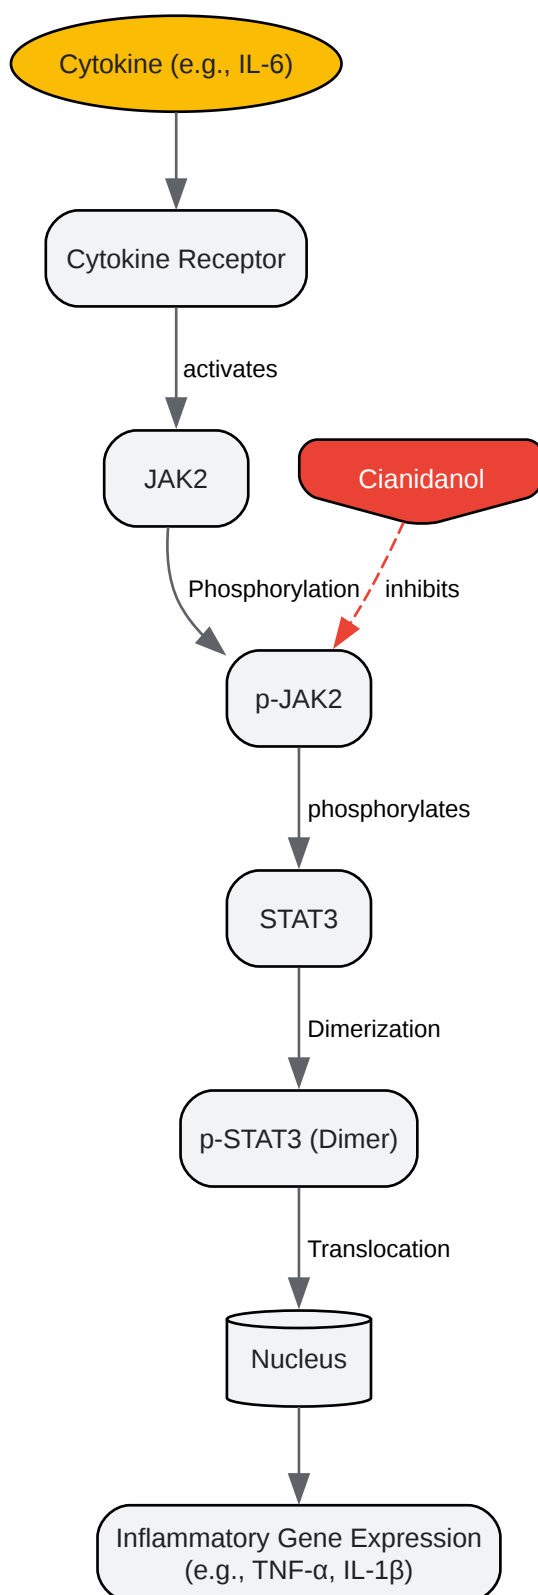 Cytokine (e.g., IL-6)
Cytokine Receptor
activates
JAK2
Cianidanol
Phosphorylation
inhibits
p-JAK2
phosphorylates
STAT3
Dimerization
p-STAT3 (Dimer)
Translocation
Nucleus
Inflammatory Gene Expression
(e.g., TNF-α, IL-1β)